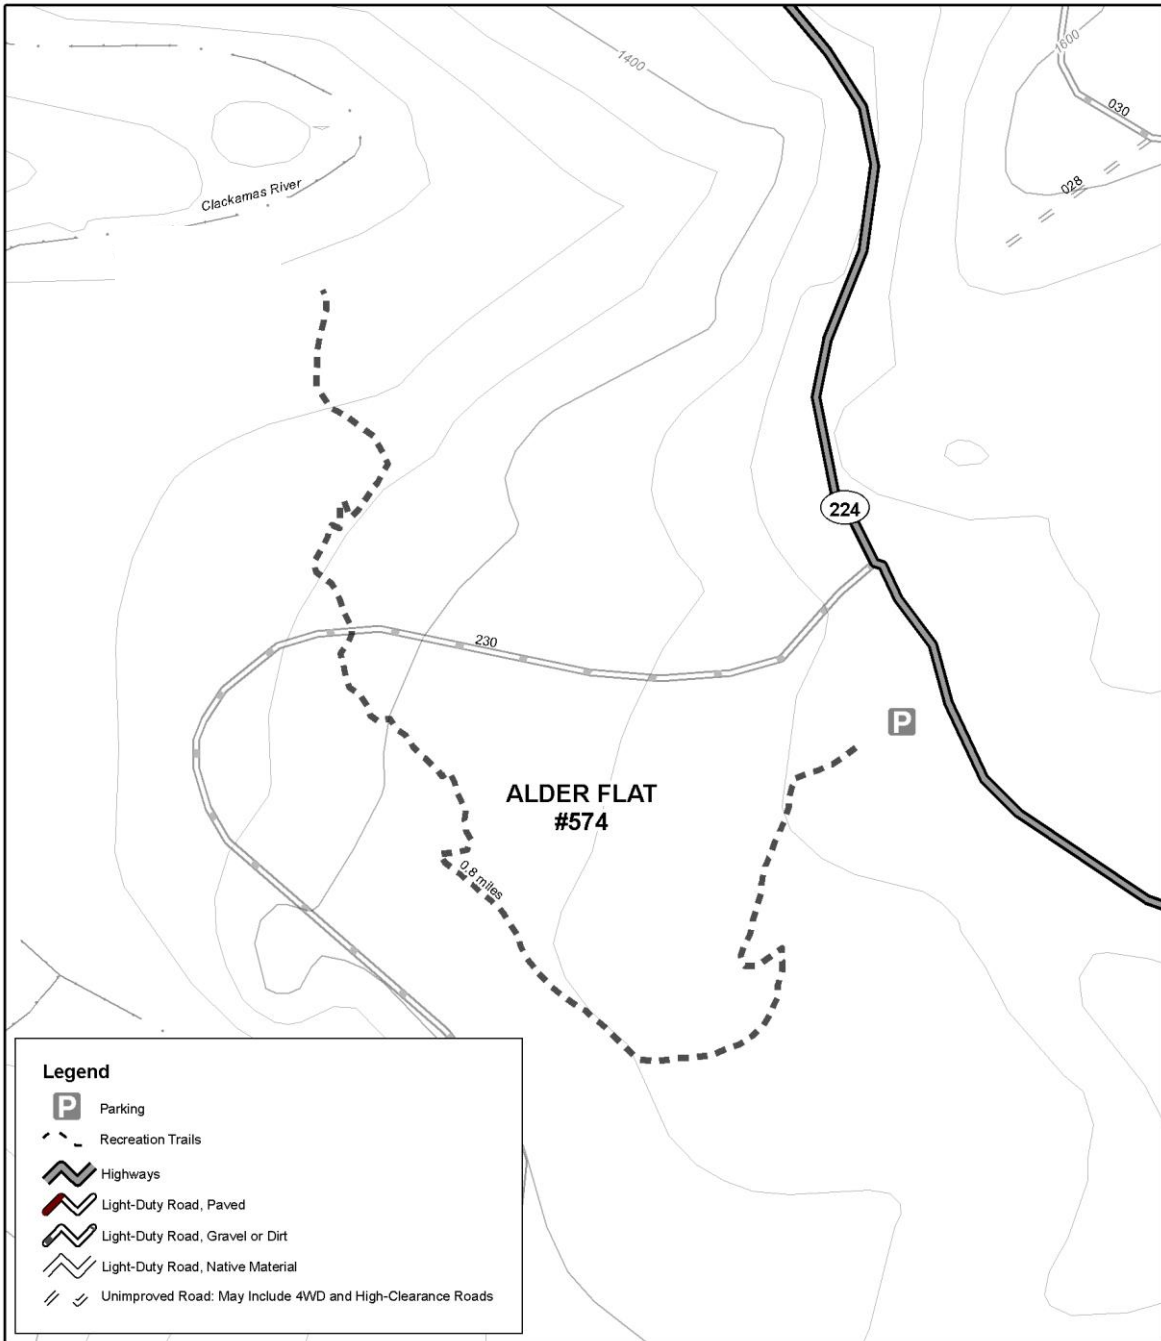 1400
1600
030
028
Clackamas River
224
230
P
ALDER FLAT
#574
0.8 miles
Legend
P Parking
Recreation Trails
Highways
Light-Duty Road, Paved
Light-Duty Road, Gravel or Dirt
Light-Duty Road, Native Material
Unimproved Road: May Include 4WD and High-Clearance Roads